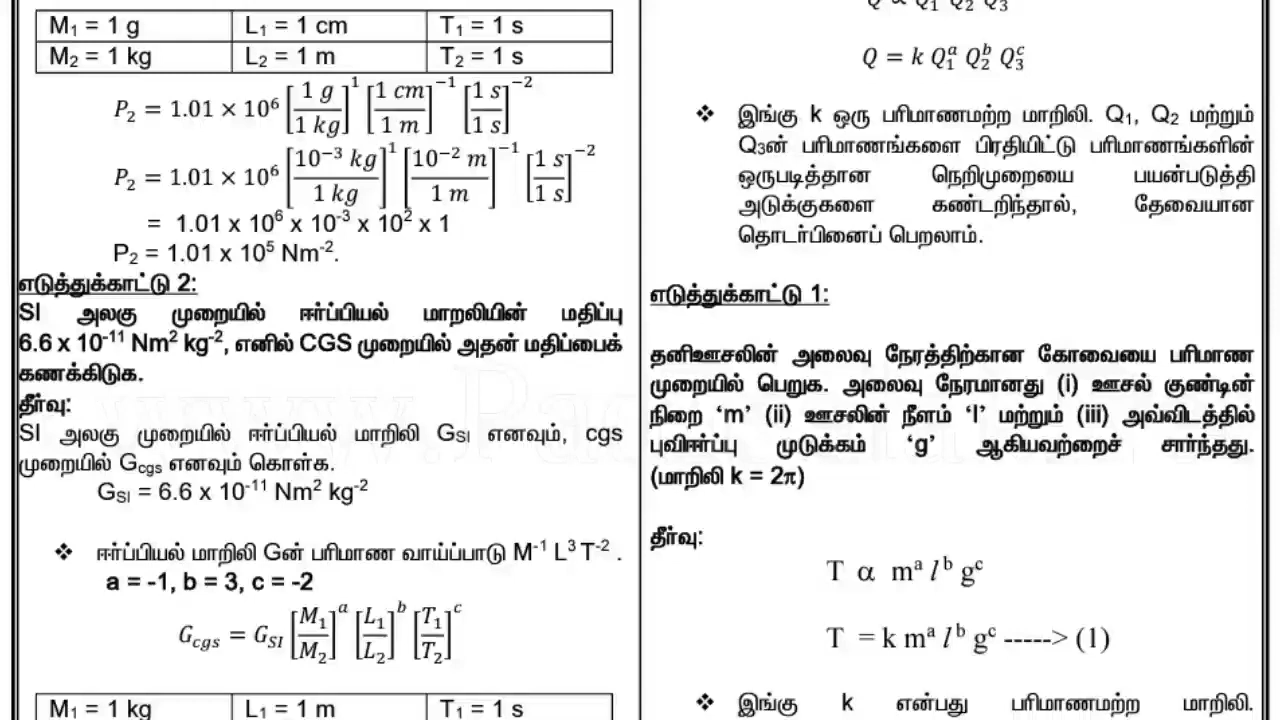 M₁ = 1 g | L₁ = 1 cm | T₁ = 1 s
M₂ = 1 kg | L₂ = 1 m | T₂ = 1 s
P₂ = 1.01 × 10⁶ [1 g / 1 kg]¹ [1 cm / 1 m]⁻¹ [1 s / 1 s]⁻²
P₂ = 1.01 × 10⁶ [10⁻³ kg / 1 kg]¹ [10⁻² m / 1 m]⁻¹ [1 s / 1 s]⁻²
= 1.01 x 10⁶ x 10⁻³ x 10² x 1
P₂ = 1.01 x 10⁵ Nm⁻².
எடுத்துக்காட்டு 2:
SI அலகு முறையில் ஈர்ப்பியல் மாறலியின் மதிப்பு
6.6 x 10⁻¹¹ Nm² kg⁻², எனில் CGS முறையில் அதன் மதிப்பைக்
கணக்கிடுக.
தீர்வு:
SI அலகு முறையில் ஈர்ப்பியல் மாறிலி G_SI எனவும், cgs
முறையில் G_cgs எனவும் கொள்க.
G_SI = 6.6 x 10⁻¹¹ Nm² kg⁻²
❖ ஈர்ப்பியல் மாறிலி Gன் பரிமாண வாய்ப்பாடு M⁻¹ L³ T⁻² .
a = -1, b = 3, c = -2
G_cgs = G_SI [M₁ / M₂]ᵃ [L₁ / L₂]ᵇ [T₁ / T₂]ᶜ
M₁ = 1 kg | L₁ = 1 m | T₁ = 1 s
Q ∝ Q₁ Q₂ Q₃
Q = k Q₁ᵃ Q₂ᵇ Q₃ᶜ
❖ இங்கு k ஒரு பரிமாணமற்ற மாறிலி. Q₁, Q₂ மற்றும்
Q₃ன் பரிமாணங்களை பிரதியிட்டு பரிமாணங்களின்
ஒருபடித்தான நெறிமுறையை பயன்படுத்தி
அடுக்குகளை கண்டறிந்தால், தேவையான
தொடர்பினைப் பெறலாம்.
எடுத்துக்காட்டு 1:
தனிஊசலின் அலைவு நேரத்திற்கான கோவையை பரிமாண
முறையில் பெறுக. அலைவு நேரமானது (i) ஊசல் குண்டின்
நிறை ‘m’ (ii) ஊசலின் நீளம் ‘l’ மற்றும் (iii) அவ்விடத்தில்
புவிஈர்ப்பு முடுக்கம் ‘g’ ஆகியவற்றைச் சார்ந்தது.
(மாறிலி k = 2π)
தீர்வு:
T α mᵃ lᵇ gᶜ
T = k mᵃ lᵇ gᶜ -----> (1)
❖ இங்கு k என்பது பரிமாணமற்ற மாறிலி.